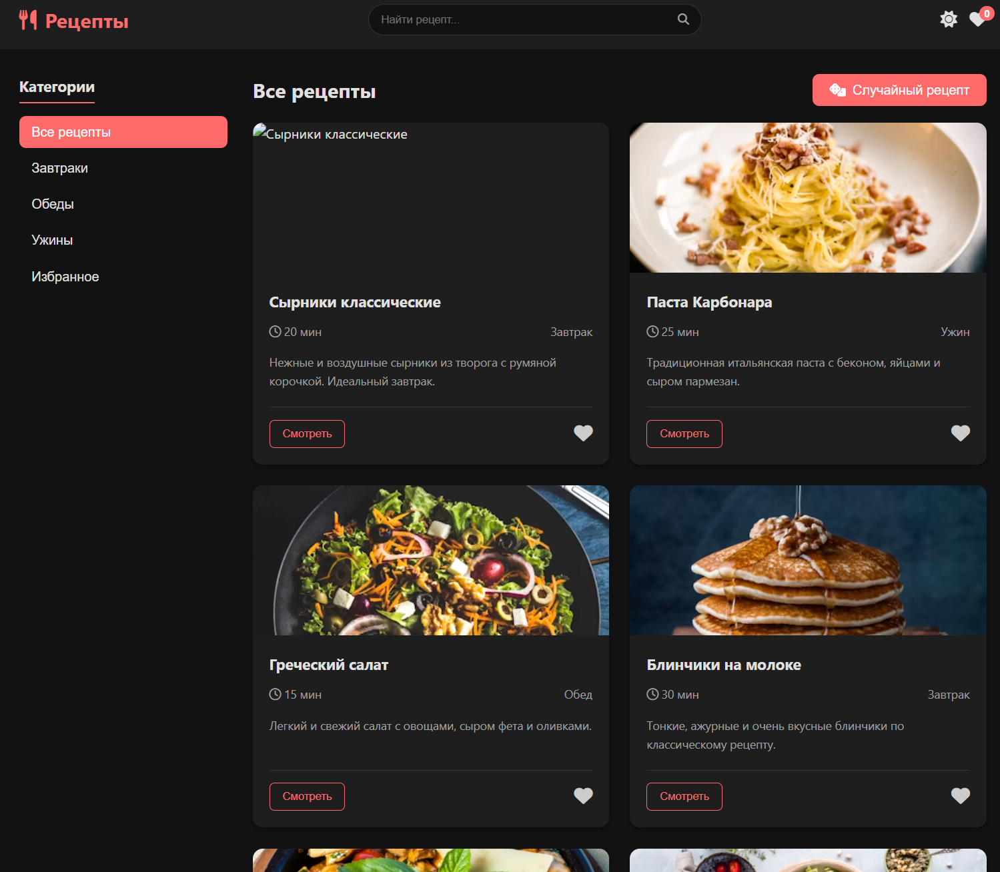 Рецепты
Найти рецепт...
0
Категории
Все рецепты
Завтраки
Обеды
Ужины
Избранное
Все рецепты
Случайный рецепт
Сырники классические
Сырники классические
20 мин
Завтрак
Нежные и воздушные сырники из творога с румяной
корочкой. Идеальный завтрак.
Смотреть
Паста Карбонара
25 мин
Ужин
Традиционная итальянская паста с беконом, яйцами и
сыром пармезан.
Смотреть
Греческий салат
15 мин
Обед
Легкий и свежий салат с овощами, сыром фета и оливками.
Смотреть
Блинчики на молоке
30 мин
Завтрак
Тонкие, ажурные и очень вкусные блинчики по
классическому рецепту.
Смотреть